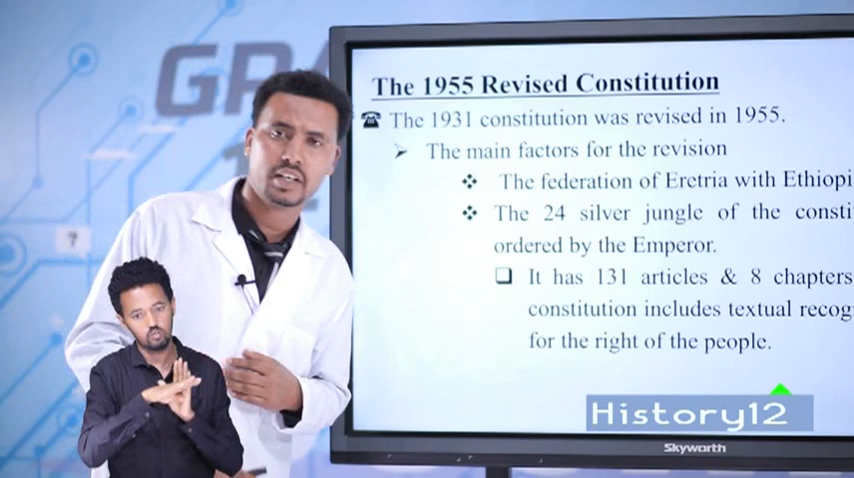 GRA
1
?
The 1955 Revised Constitution
☎ The 1931 constitution was revised in 1955.
➢ The main factors for the revision
❖ The federation of Eretria with Ethiopi
❖ The 24 silver jungle of the consti
ordered by the Emperor.
❑ It has 131 articles & 8 chapters
constitution includes textual recog
for the right of the people.
History12
Skyworth